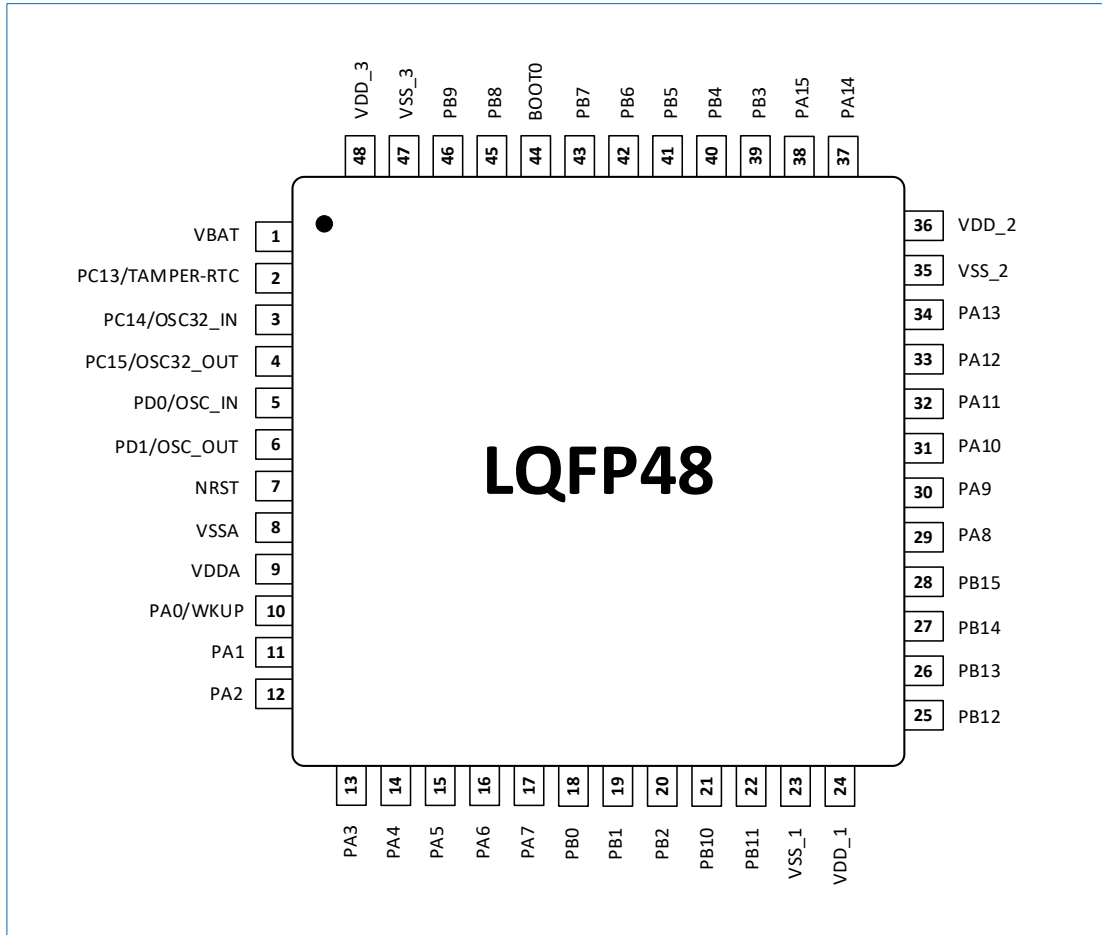 VDD_3
VSS_3
PB9
PB8
BOOT0
PB7
PB6
PB5
PB4
PB3
PA15
PA14
48
47
46
45
44
43
42
41
40
39
38
37
VBAT 1
PC13/TAMPER-RTC 2
PC14/OSC32_IN 3
PC15/OSC32_OUT 4
PD0/OSC_IN 5
PD1/OSC_OUT 6
NRST 7
VSSA 8
VDDA 9
PA0/WKUP 10
PA1 11
PA2 12
LQFP48
36 VDD_2
35 VSS_2
34 PA13
33 PA12
32 PA11
31 PA10
30 PA9
29 PA8
28 PB15
27 PB14
26 PB13
25 PB12
13
14
15
16
17
18
19
20
21
22
23
24
PA3
PA4
PA5
PA6
PA7
PB0
PB1
PB2
PB10
PB11
VSS_1
VDD_1